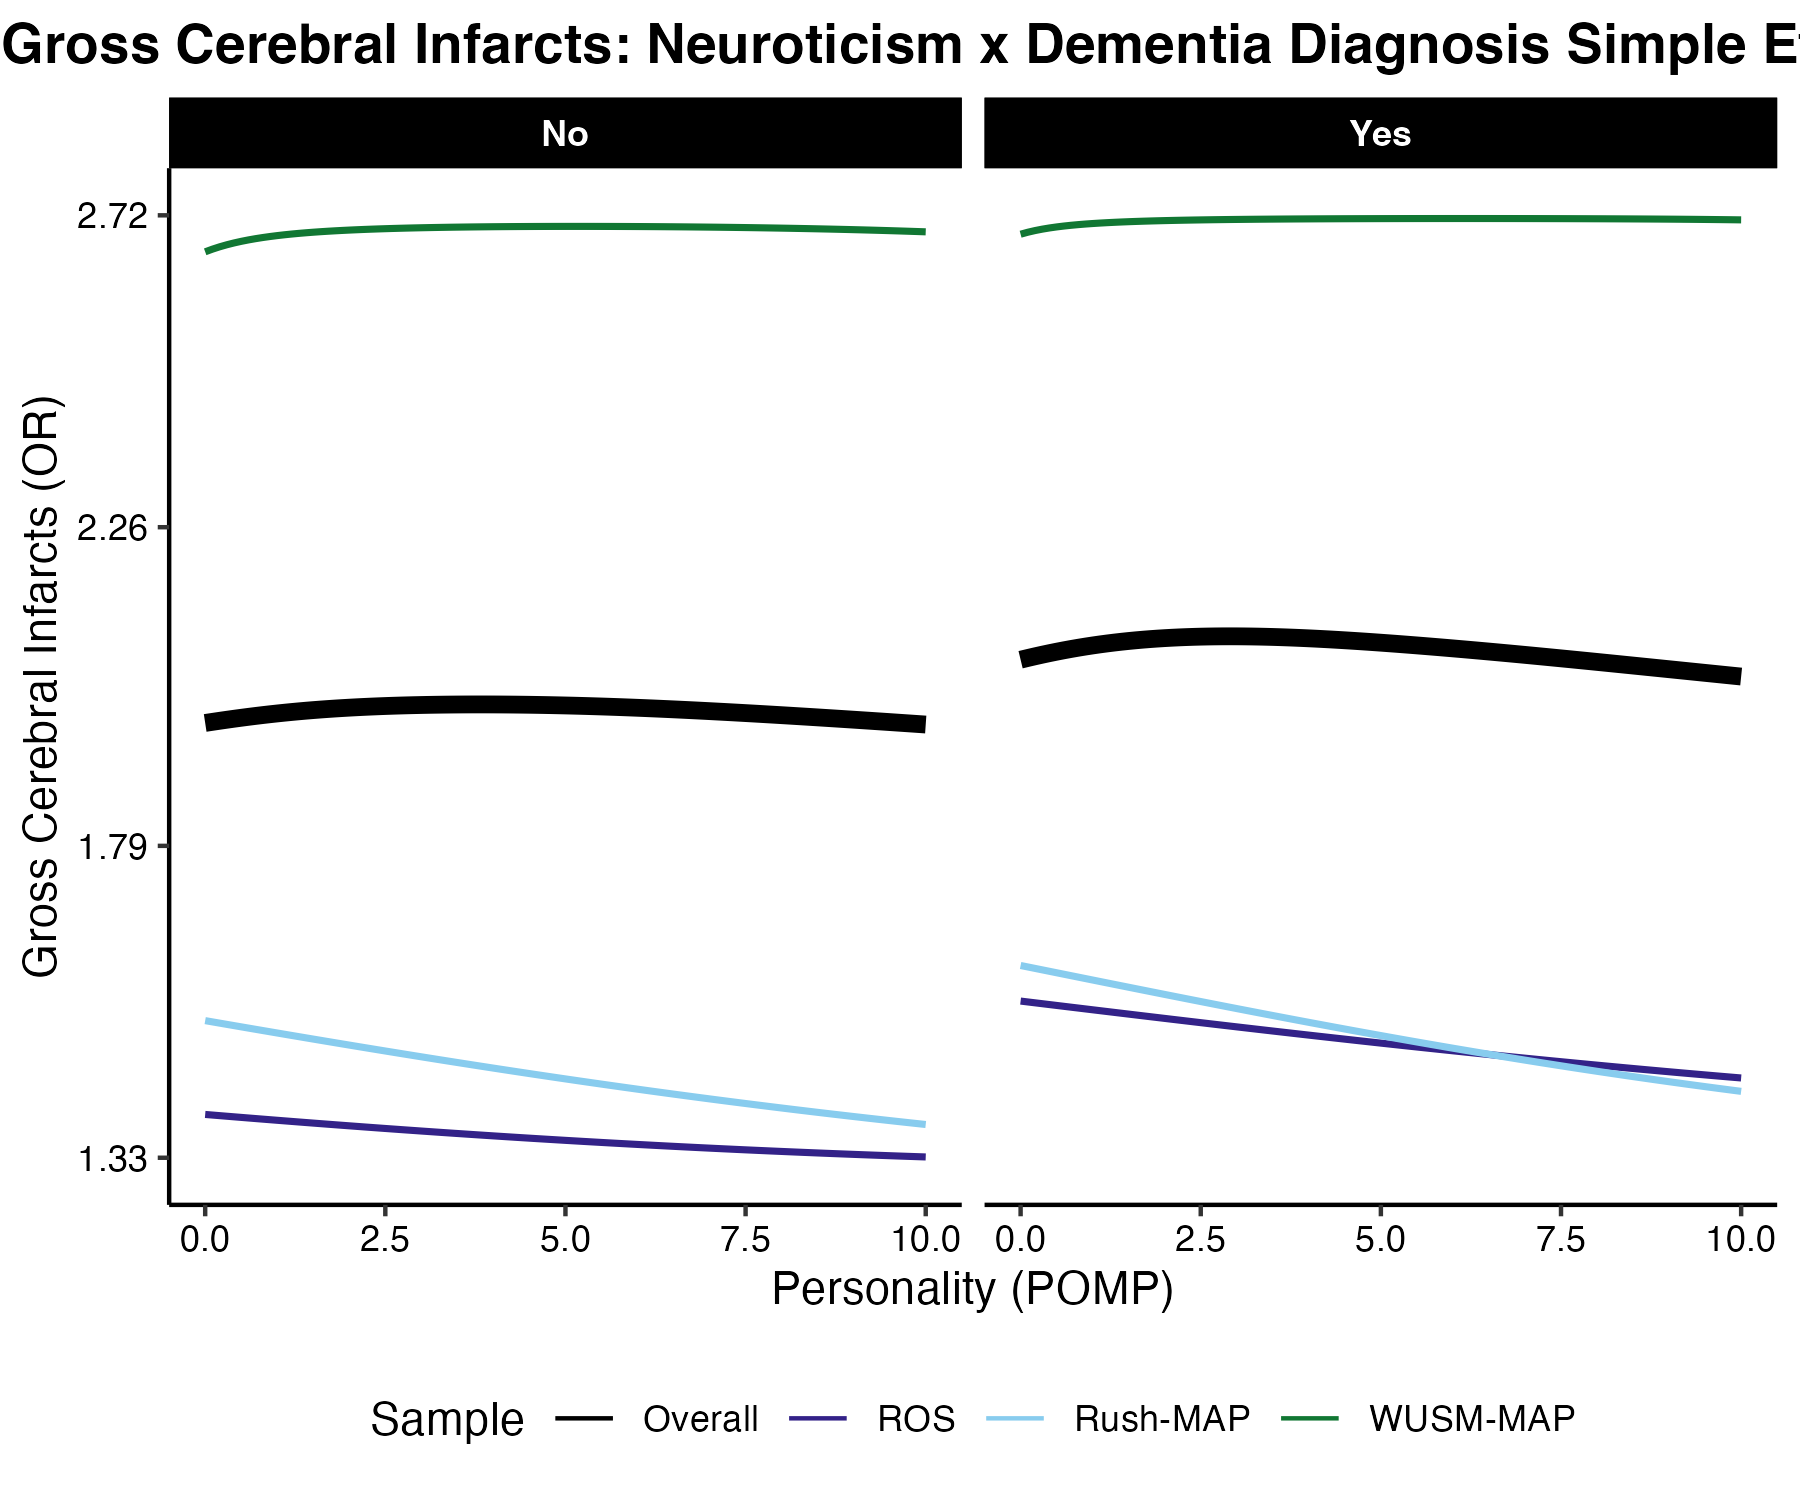 Gross Cerebral Infarcts: Neuroticism x Dementia Diagnosis Simple
No
Yes
Gross Cerebral Infarcts (OR)
2.72
2.26
1.79
1.33
0.0 2.5 5.0 7.5 10.0 0.0 2.5 5.0 7.5 10.0
Personality (POMP)
Sample Overall ROS Rush-MAP WUSM-MAP